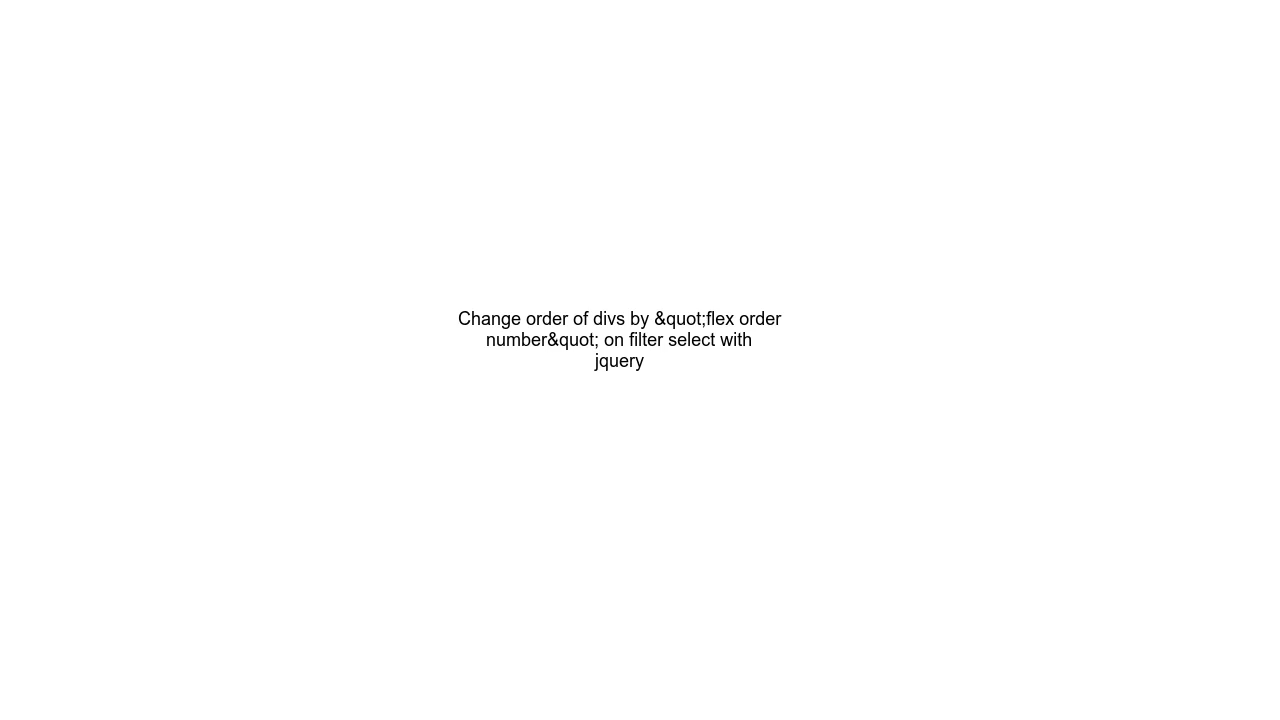 Change order of divs by &quot;flex order
number&quot; on filter select with
jquery